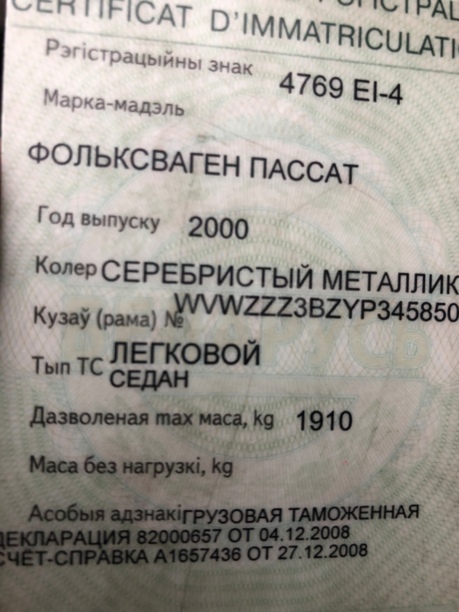 CERTIFICAT D'IMMATRICULATI
Рэгістрацыйны знак 4769 EI-4
Марка-мадэль
ФОЛЬКСВАГЕН ПАССАТ
Год выпуску 2000
Колер СЕРЕБРИСТЫЙ МЕТАЛЛИК
Кузаў (рама) № WVWZZZ3BZYP345850
Тып ТС ЛЕГКОВОЙ
СЕДАН
Дазволеная max маса, kg 1910
Маса без нагрузкі, kg
Асобыя адзнакі ГРУЗОВАЯ ТАМОЖЕННАЯ
ДЕКЛАРАЦИЯ 82000657 ОТ 04.12.2008
СЧЁТ-СПРАВКА А1657436 ОТ 27.12.2008